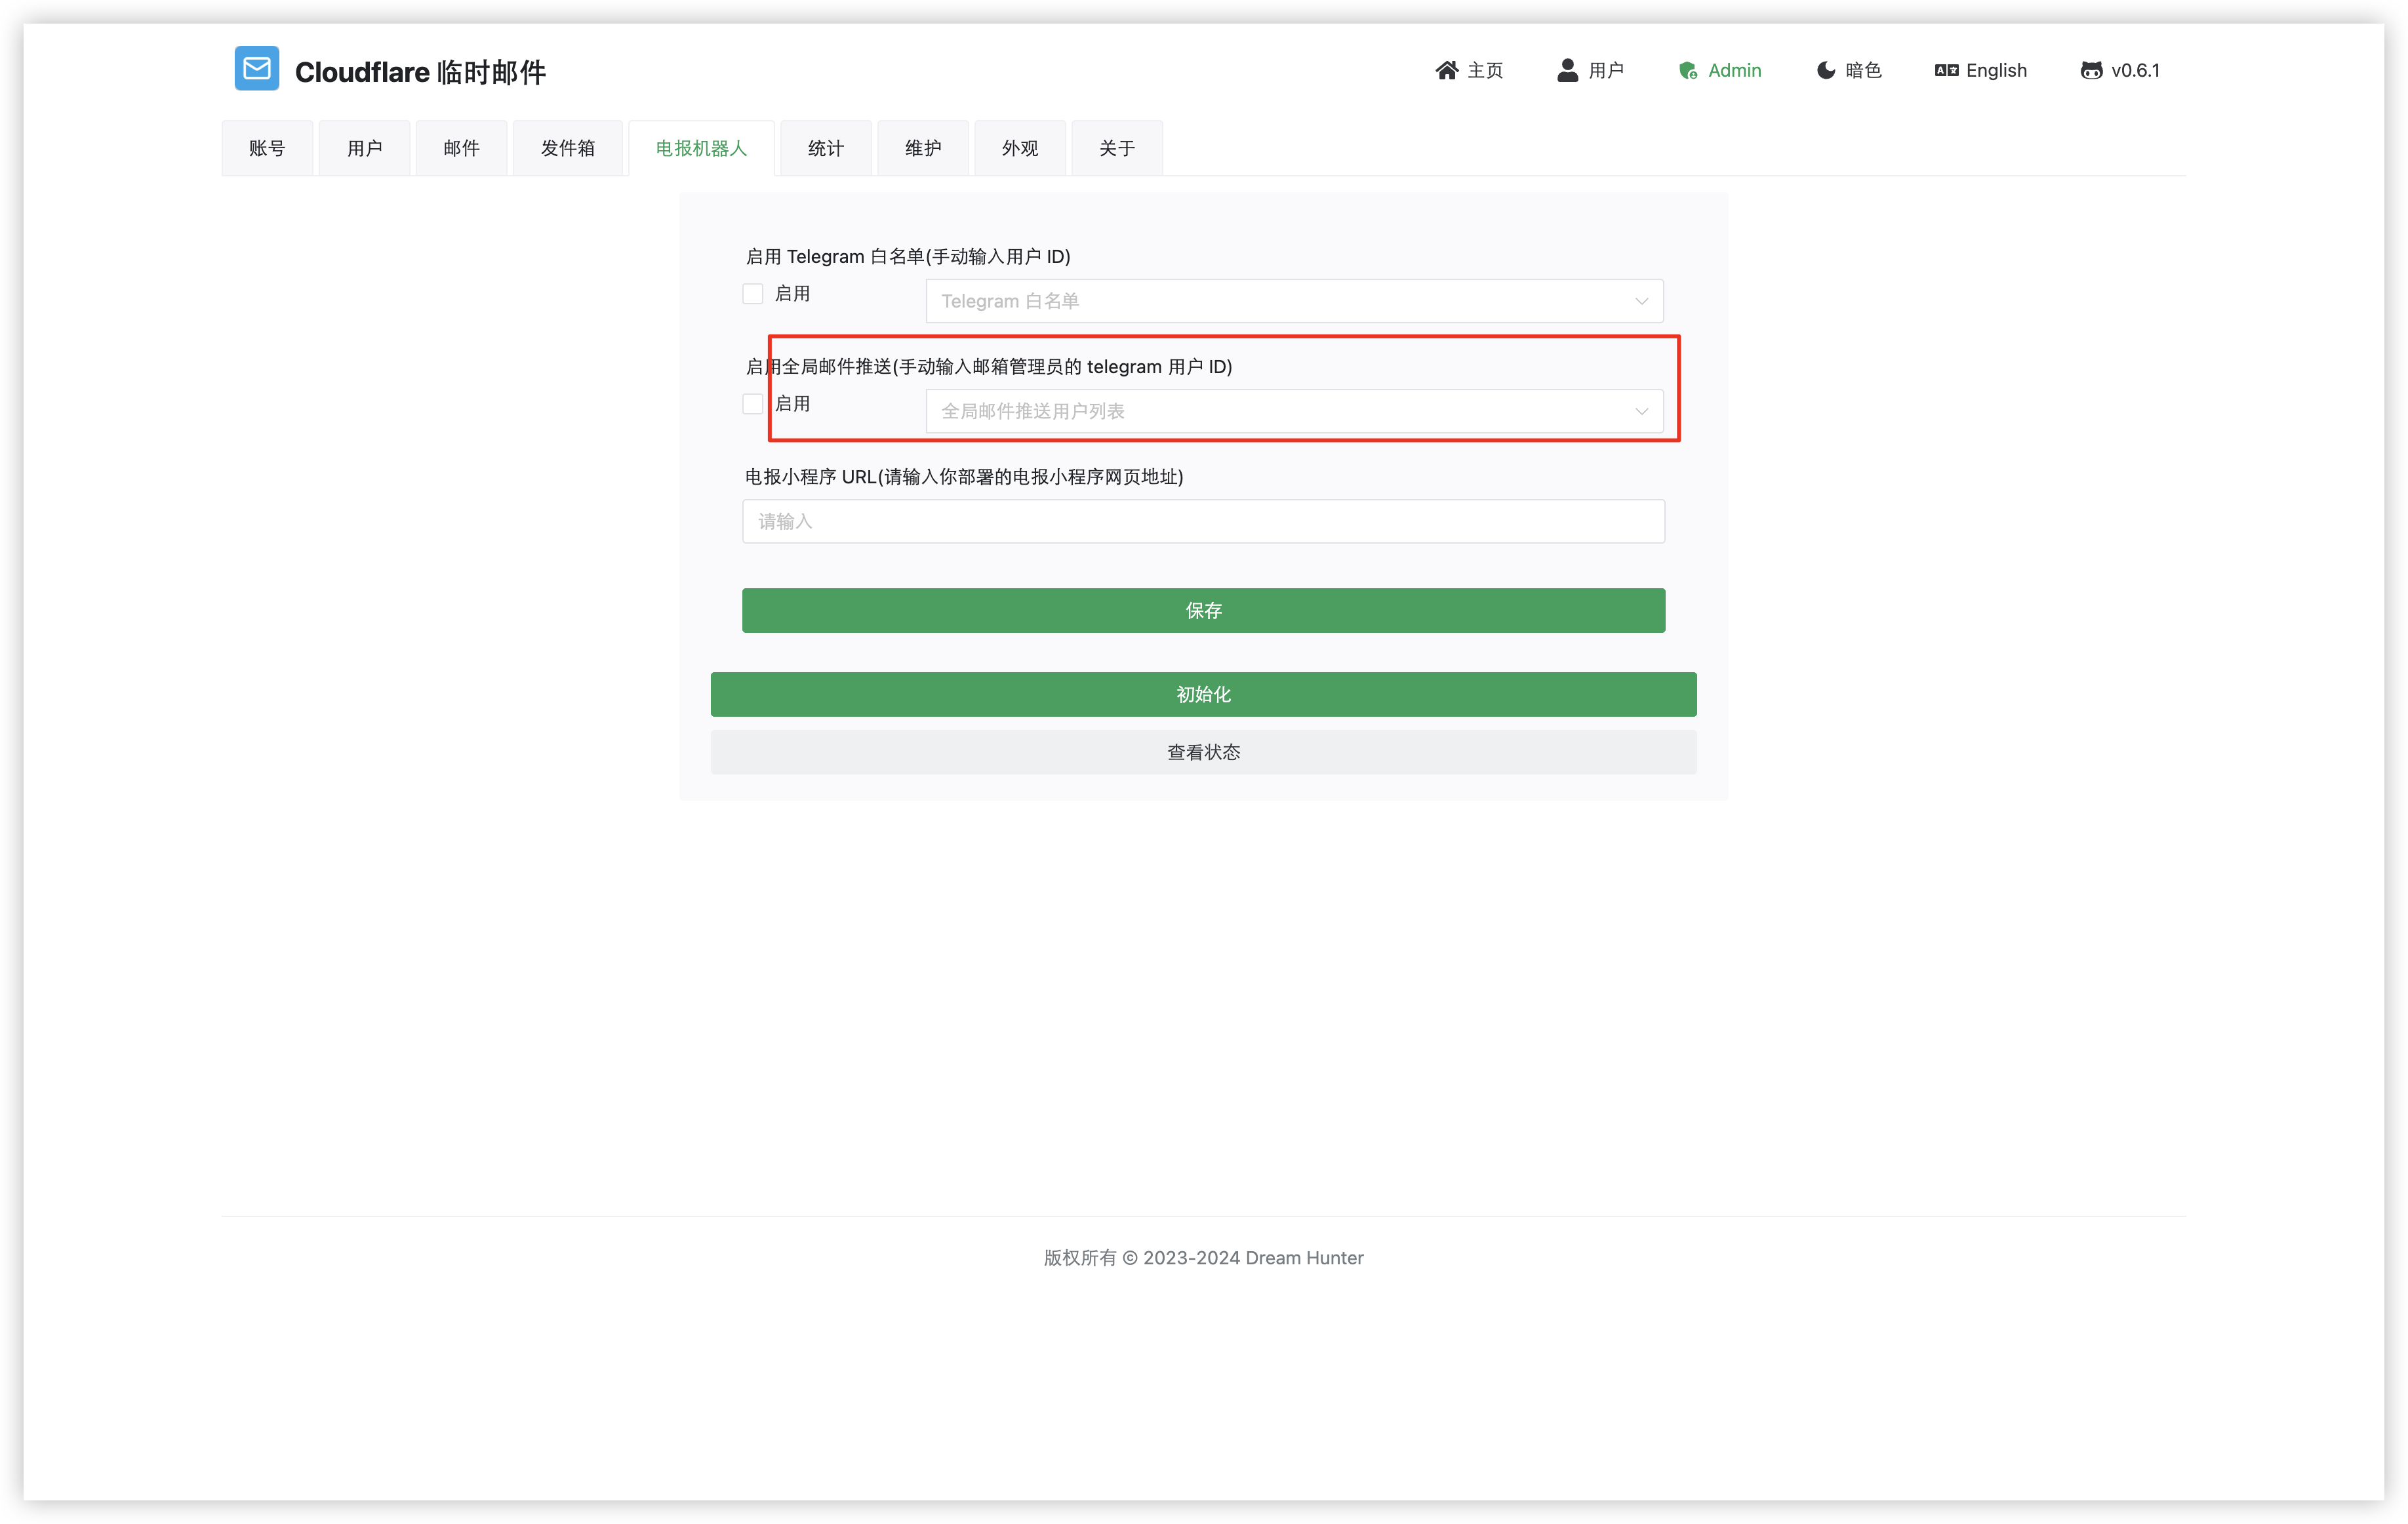 Cloudflare 临时邮件
主页 用户 Admin 暗色 English v0.6.1
账号 用户 邮件 发件箱 电报机器人 统计 维护 外观 关于
启用 Telegram 白名单(手动输入用户 ID)
启用 Telegram 白名单
启用全局邮件推送(手动输入邮箱管理员的 telegram 用户 ID)
启用 全局邮件推送用户列表
电报小程序 URL(请输入你部署的电报小程序网页地址)
请输入
保存
初始化
查看状态
版权所有 © 2023-2024 Dream Hunter